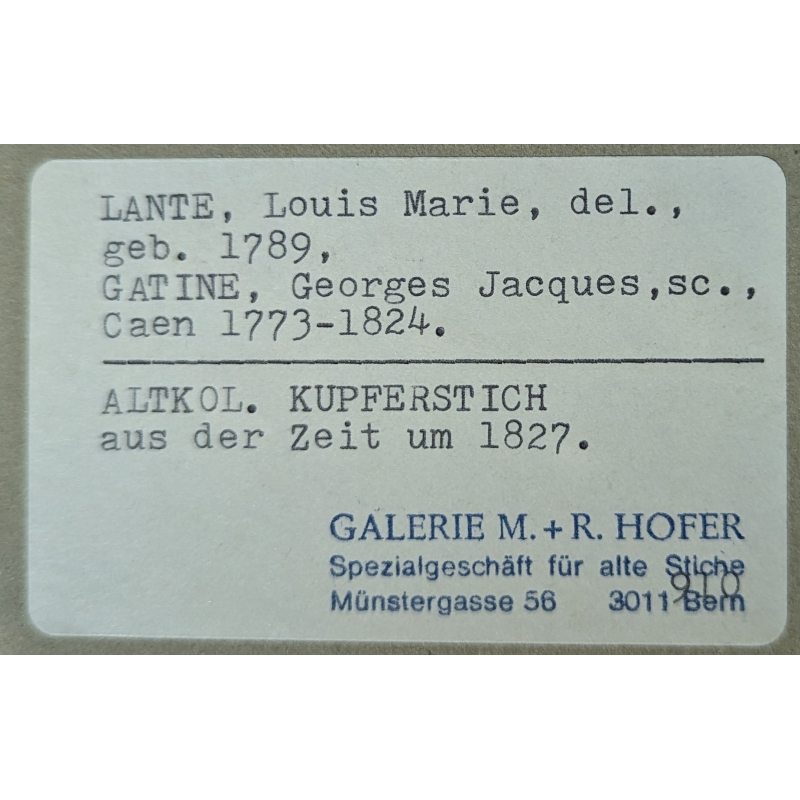 LANTE, Louis Marie, del.,
geb. 1789,
GATINE, Georges Jacques,sc.,
Caen 1773-1824.
ALTKOL. KUPFERSTICH
aus der Zeit um 1827.
GALERIE M. + R. HOFER
Spezialgeschäft für alte Stiche
910
Münstergasse 56 3011 Bern